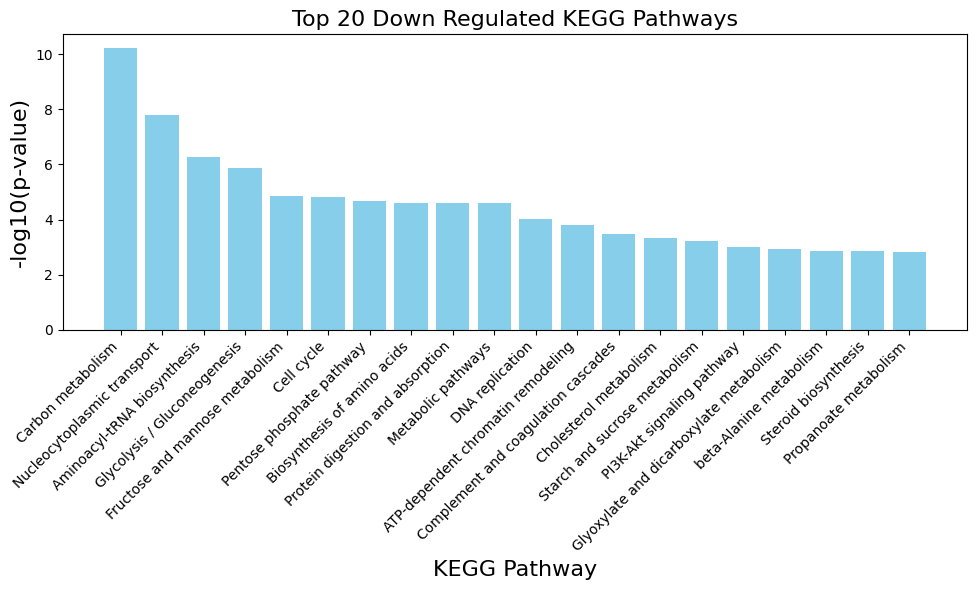 Top 20 Down Regulated KEGG Pathways
-log10(p-value)
10
8
6
4
2
0
Carbon metabolism
Nucleocytoplasmic transport
Aminoacyl-tRNA biosynthesis
Glycolysis / Gluconeogenesis
Fructose and mannose metabolism
Cell cycle
Pentose phosphate pathway
Biosynthesis of amino acids
Protein digestion and absorption
Metabolic pathways
DNA replication
ATP-dependent chromatin remodeling
Complement and coagulation cascades
Cholesterol metabolism
Starch and sucrose metabolism
PI3K-Akt signaling pathway
Glyoxylate and dicarboxylate metabolism
beta-Alanine metabolism
Steroid biosynthesis
Propanoate metabolism
KEGG Pathway